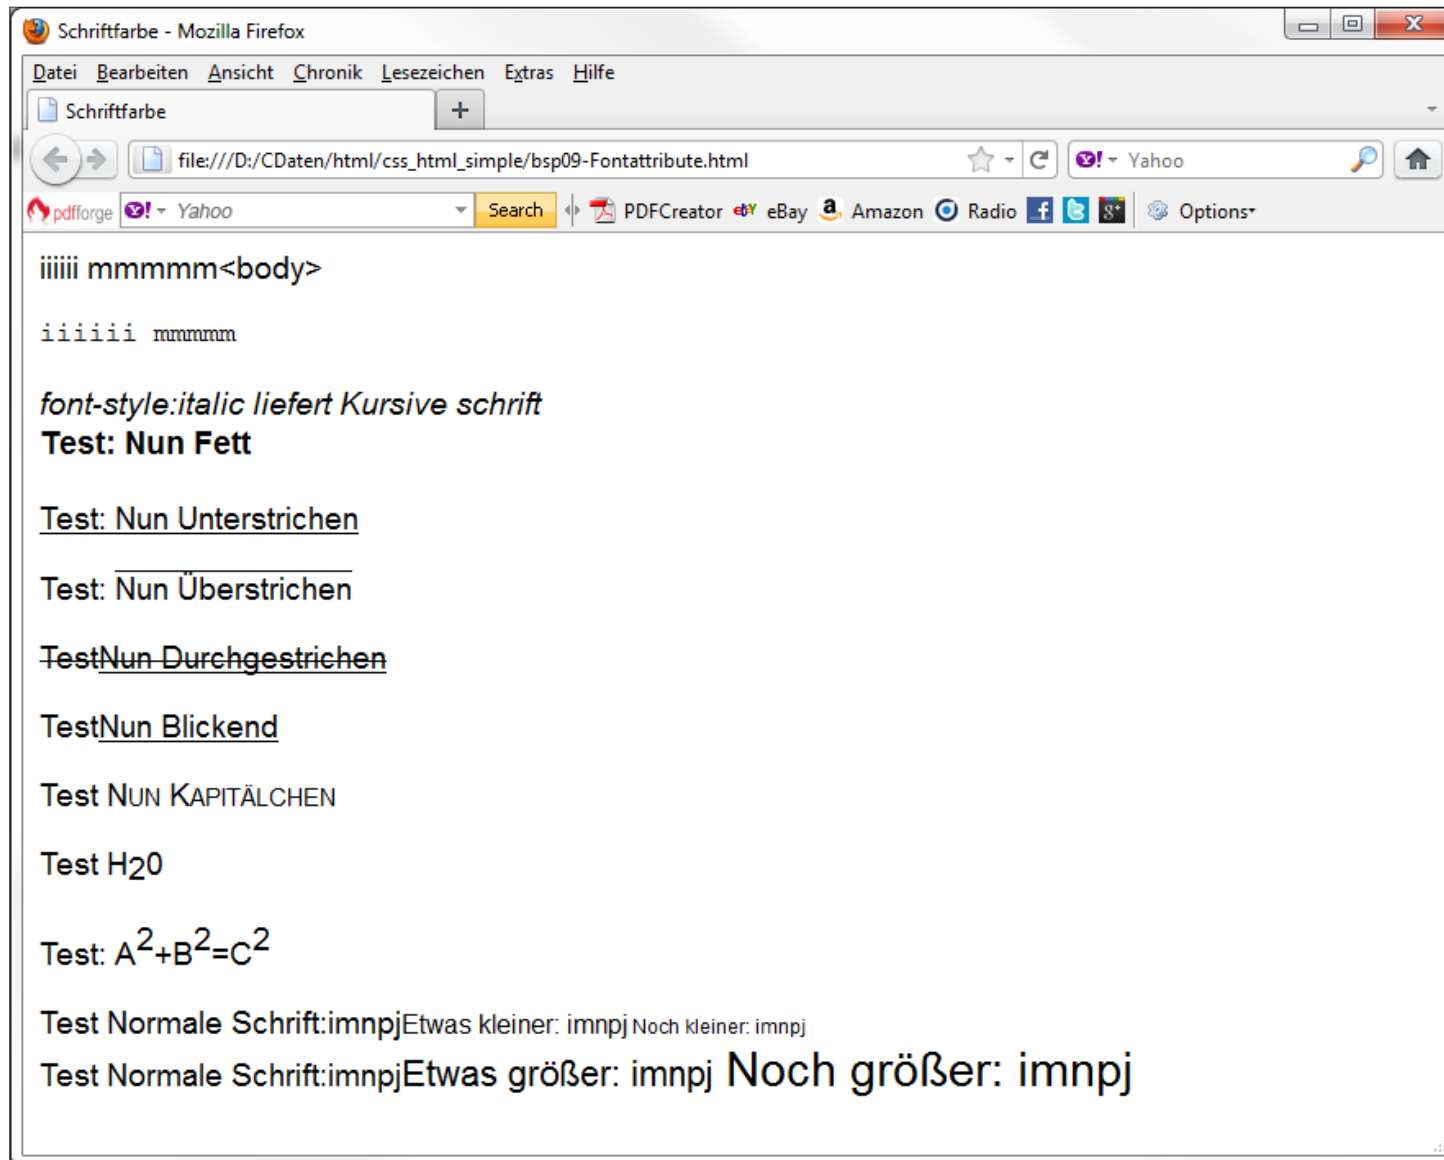 Schriftfarbe - Mozilla Firefox
Datei Bearbeiten Ansicht Chronik Lesezeichen Extras Hilfe
Schriftfarbe +
file:///D:/CDaten/html/css_html_simple/bsp09-Fontattribute.html Yahoo
pdfforge Yahoo Search PDFCreator ebY eBay a Amazon Radio f g+ Options
iiiiii mmmmm<body>
iiiiii mmmmm
font-style:italic liefert Kursive schrift
Test: Nun Fett
Test: Nun Unterstrichen
Test: Nun Überstrichen
TestNun Durchgestrichen
TestNun Blickend
Test NUN KAPITÄLCHEN
Test H20
Test: A2+B2=C2
Test Normale Schrift:imnpjEtwas kleiner: imnpj Noch kleiner: imnpj
Test Normale Schrift:imnpjEtwas größer: imnpj Noch größer: imnpj